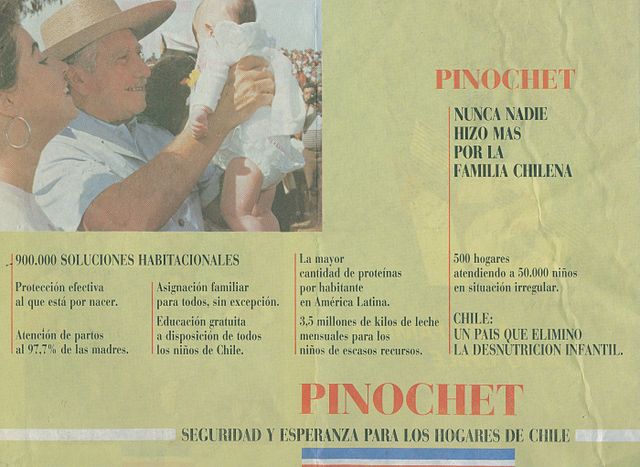 PINOCHET
NUNCA NADIE
HIZO MAS
POR LA
FAMILIA CHILENA
900.000 SOLUCIONES HABITACIONALES
Protección efectiva
al que está por nacer.
Atención de partos
al 97,7% de las madres.
Asignación familiar
para todos, sin excepción.
Educación gratuita
a disposición de todos
los niños de Chile.
La mayor
cantidad de proteínas
por habitante
en América Latina.
3,5 millones de kilos de leche
mensuales para los
niños de escasos recursos.
500 hogares
atendiendo a 50.000 niños
en situación irregular.
CHILE:
UN PAIS QUE ELIMINO
LA DESNUTRICION INFANTIL.
PINOCHET
SEGURIDAD Y ESPERANZA PARA LOS HOGARES DE CHILE